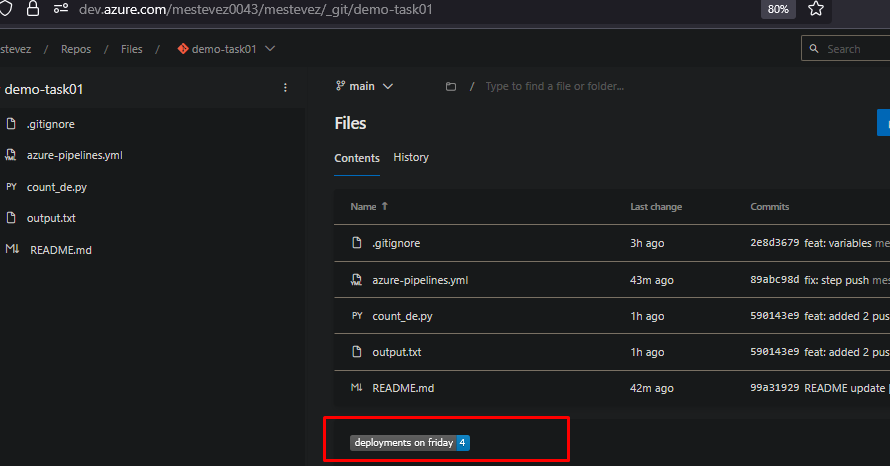 dev.azure.com/mestevez0043/mestevez/_git/demo-task01
80%
stevez / Repos / Files / demo-task01
Search
demo-task01
.gitignore
YML azure-pipelines.yml
PY count_de.py
output.txt
M↓ README.md
main / Type to find a file or folder...
Files
Contents History
Name ↑ Last change Commits
.gitignore 3h ago 2e8d3679 feat: variables me
YML azure-pipelines.yml 43m ago 89abc98d fix: step push mes
PY count_de.py 1h ago 590143e9 feat: added 2 pus
output.txt 1h ago 590143e9 feat: added 2 pus
M↓ README.md 42m ago 99a31929 README update [
deployments on friday 4